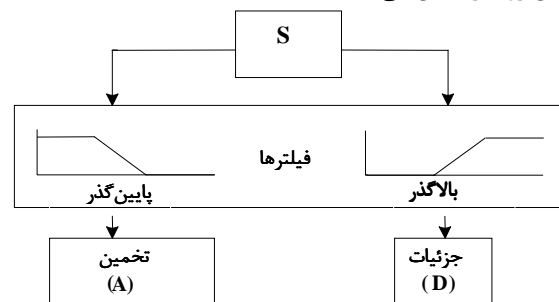 S
فیلترها
پایین‌گذر
بالاگذر
تخمین
(A)
جزئیات
(D)